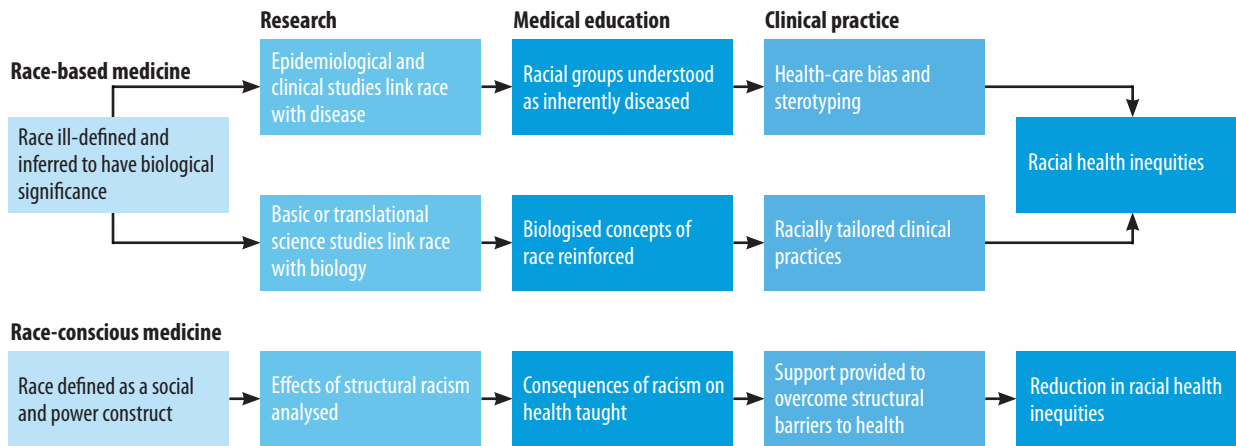 Research
Medical education
Clinical practice
Race-based medicine
Race ill-defined and
inferred to have biological
significance
Epidemiological and
clinical studies link race
with disease
Racial groups understood
as inherently diseased
Health-care bias and
sterotyping
Basic or translational
science studies link race
with biology
Biologised concepts of
race reinforced
Racially tailored clinical
practices
Racial health inequities
Race-conscious medicine
Race defined as a social
and power construct
Effects of structural racism
analysed
Consequences of racism on
health taught
Support provided to
overcome structural
barriers to health
Reduction in racial health
inequities